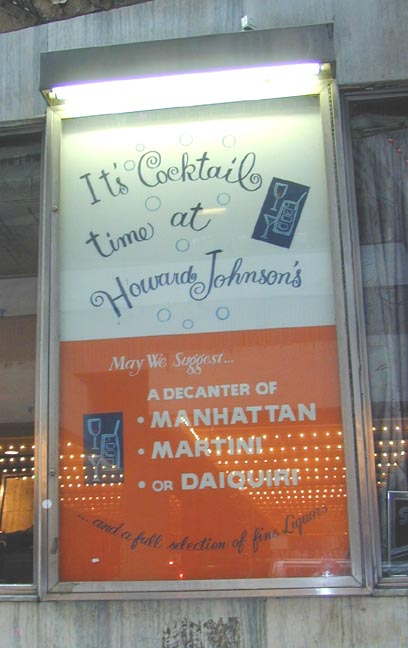 It's Cocktail
time at
Howard Johnson's
May We Suggest...
A DECANTER OF
• MANHATTAN
• MARTINI
• OR DAIQUIRI
...and a full selection of fine Liquors